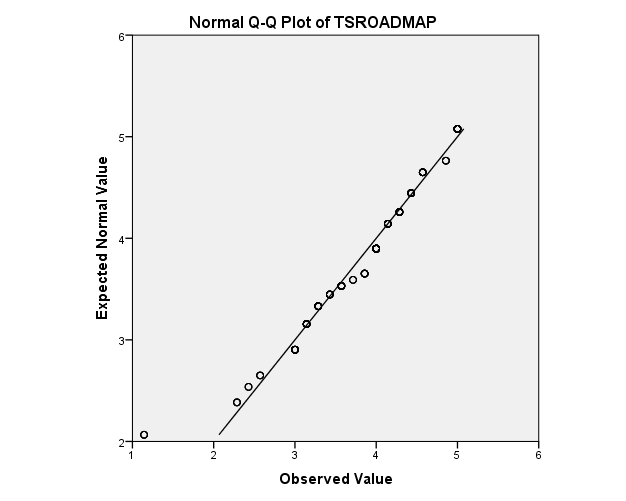 Normal Q-Q Plot of TSROADMAP
6
5
4
3
2
Expected Normal Value
1 2 3 4 5 6
Observed Value